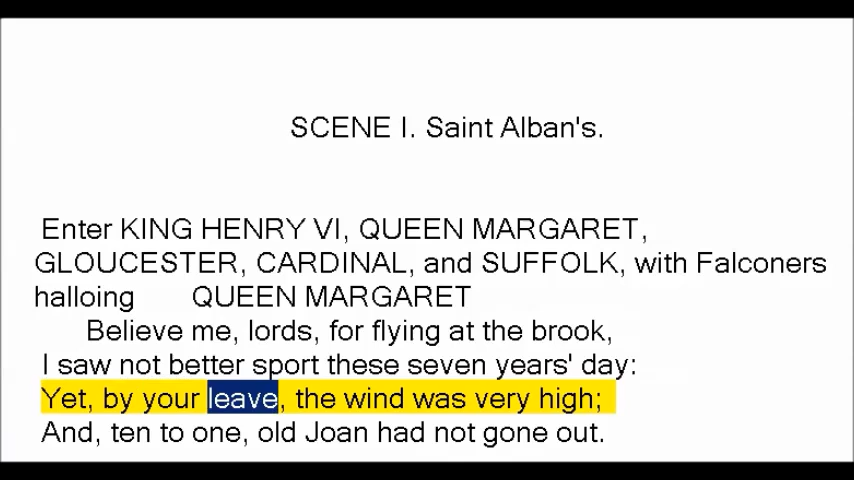 SCENE I. Saint Alban's.
Enter KING HENRY VI, QUEEN MARGARET,
GLOUCESTER, CARDINAL, and SUFFOLK, with Falconers
halloing QUEEN MARGARET
Believe me, lords, for flying at the brook,
I saw not better sport these seven years' day:
Yet, by your leave, the wind was very high;
And, ten to one, old Joan had not gone out.